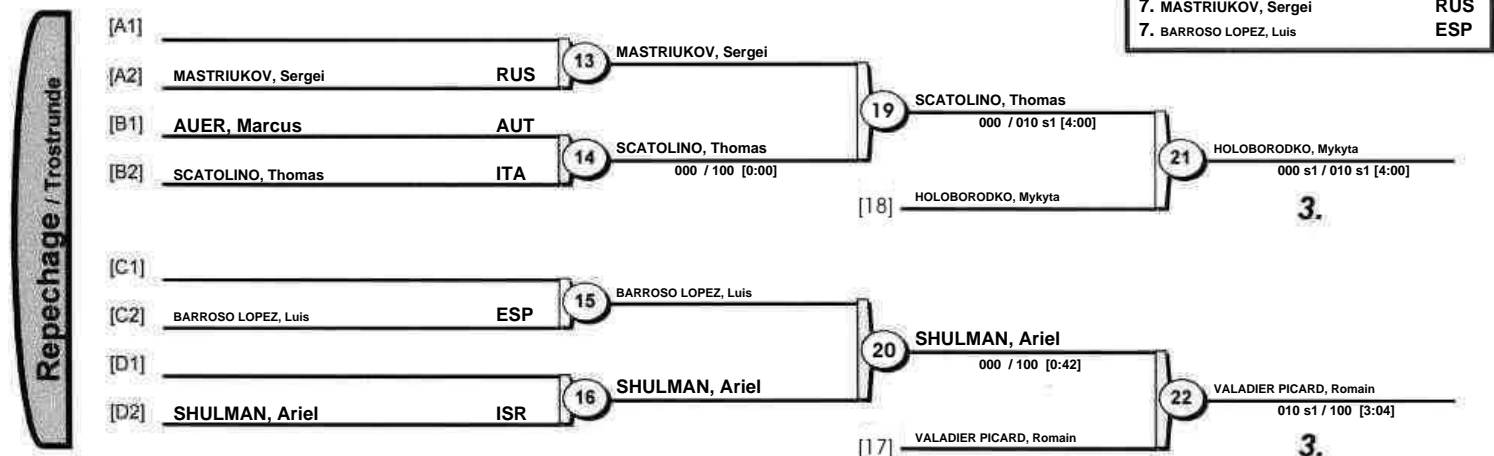 7. MASTRIUKOV, Sergei RUS
7. BARROSO LOPEZ, Luis ESP
Repechage / Trostrunde
[A1]
13 MASTRIUKOV, Sergei
[A2] MASTRIUKOV, Sergei RUS
19 SCATOLINO, Thomas
000 / 010 s1 [4:00]
[B1] AUER, Marcus AUT
14 SCATOLINO, Thomas
000 / 100 [0:00]
[B2] SCATOLINO, Thomas ITA
21 HOLOBORODKO, Mykyta
000 s1 / 010 s1 [4:00]
[18] HOLOBORODKO, Mykyta
3.
[C1]
15 BARROSO LOPEZ, Luis
[C2] BARROSO LOPEZ, Luis ESP
20 SHULMAN, Ariel
000 / 100 [0:42]
[D1]
16 SHULMAN, Ariel
[D2] SHULMAN, Ariel ISR
22 VALADIER PICARD, Romain
010 s1 / 100 [3:04]
[17] VALADIER PICARD, Romain
3.